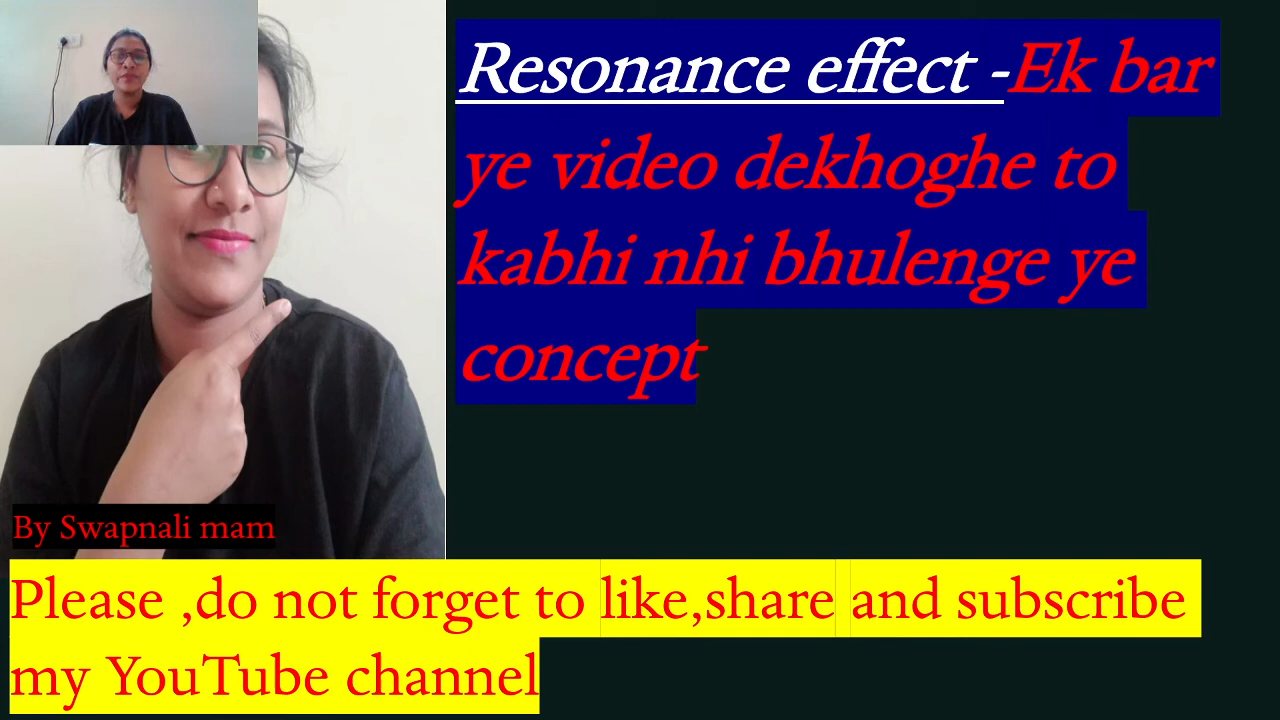 Resonance effect -Ek bar
ye video dekhoghe to
kabhi nhi bhulenge ye
concept
By Swapnali mam
Please ,do not forget to like,share and subscribe
my YouTube channel